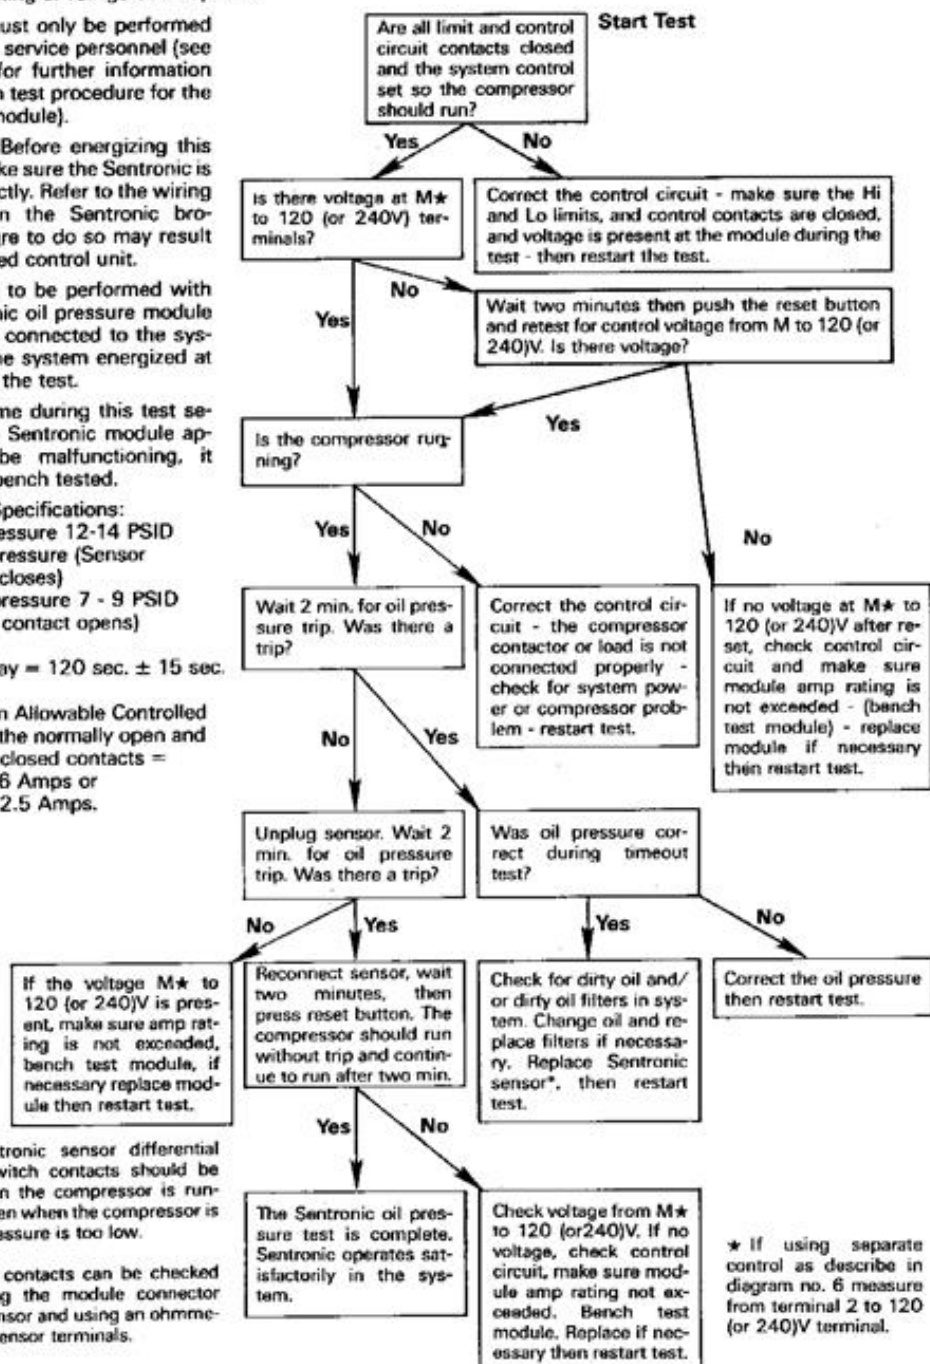 ust only be performed
service personnel (see
for further information
test procedure for the
nodule).
Before energizing this
ke sure the Sentronic is
ctly. Refer to the wiring
n the Sentronic bro-
re to do so may result
ed control unit.
to be performed with
nic oil pressure module
connected to the sys-
ne system energized at
the test.
me during this test se-
Sentronic module ap-
be malfunctioning, it
ench tested.
pecifications:
essure 12-14 PSID
ressure (Sensor
closes)
ressure 7 - 9 PSID
contact opens)
ay = 120 sec. ± 15 sec.
n Allowable Controlled
the normally open and
closed contacts =
6 Amps or
2.5 Amps.
Start Test
Are all limit and control
circuit contacts closed
and the system control
set so the compressor
should run?
Yes
No
Is there voltage at M★
to 120 (or 240V) ter-
minals?
Correct the control circuit - make sure the Hi
and Lo limits, and control contacts are closed,
and voltage is present at the module during the
test - then restart the test.
Yes
No
Wait two minutes then push the reset button
and retest for control voltage from M to 120 (or
240)V. Is there voltage?
Yes
No
Is the compressor run-
ning?
Yes
No
Wait 2 min. for oil pres-
sure trip. Was there a
trip?
Correct the control cir-
cuit - the compressor
contactor or load is not
connected properly -
check for system pow-
er or compressor prob-
lem - restart test.
If no voltage at M★ to
120 (or 240)V after re-
set, check control cir-
cuit and make sure
module amp rating is
not exceeded - (bench
test module) - replace
module if necessary
then restart test.
No
Yes
Unplug sensor. Wait 2
min. for oil pressure
trip. Was there a trip?
Was oil pressure cor-
rect during timeout
test?
No
Yes
Yes
No
If the voltage M★ to
120 (or 240)V is pres-
ent, make sure amp rat-
ing is not exceeded,
bench test module, if
necessary replace mod-
ule then restart test.
Reconnect sensor, wait
two minutes, then
press reset button. The
compressor should run
without trip and contin-
ue to run after two min.
Check for dirty oil and/
or dirty oil filters in sys-
tem. Change oil and re-
place filters if necessa-
ry. Replace Sentronic
sensor*, then restart
test.
Correct the oil pressure
then restart test.
Yes
No
The Sentronic oil pres-
sure test is complete.
Sentronic operates sat-
isfactorily in the sys-
tem.
Check voltage from M★
to 120 (or240)V. If no
voltage, check control
circuit, make sure mod-
ule amp rating not ex-
ceeded. Bench test
module. Replace if nec-
essary then restart test.
tronic sensor differential
witch contacts should be
n the compressor is run-
en when the compressor is
essure is too low.
contacts can be checked
g the module connector
nsor and using an ohmme-
ensor terminals.
★ If using separate
control as describe in
diagram no. 6 measure
from terminal 2 to 120
(or 240)V terminal.